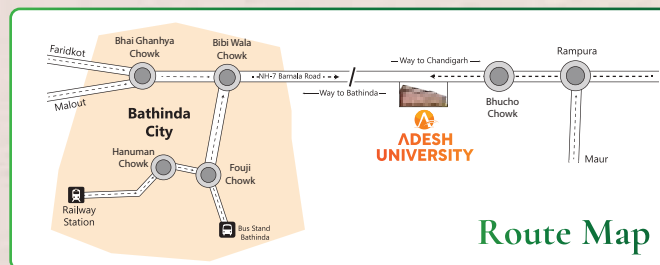 Faridkot
Bhai Ghanhya
Chowk
Bibi Wala
Chowk
Malout
NH-7 Barnala Road
Way to Chandigarh
Way to Bathinda
Rampura
Bhucho
Chowk
ADESH
UNIVERSITY
Maur
Bathinda
City
Hanuman
Chowk
Fouji
Chowk
Railway
Station
Bus Stand
Bathinda
Route Map